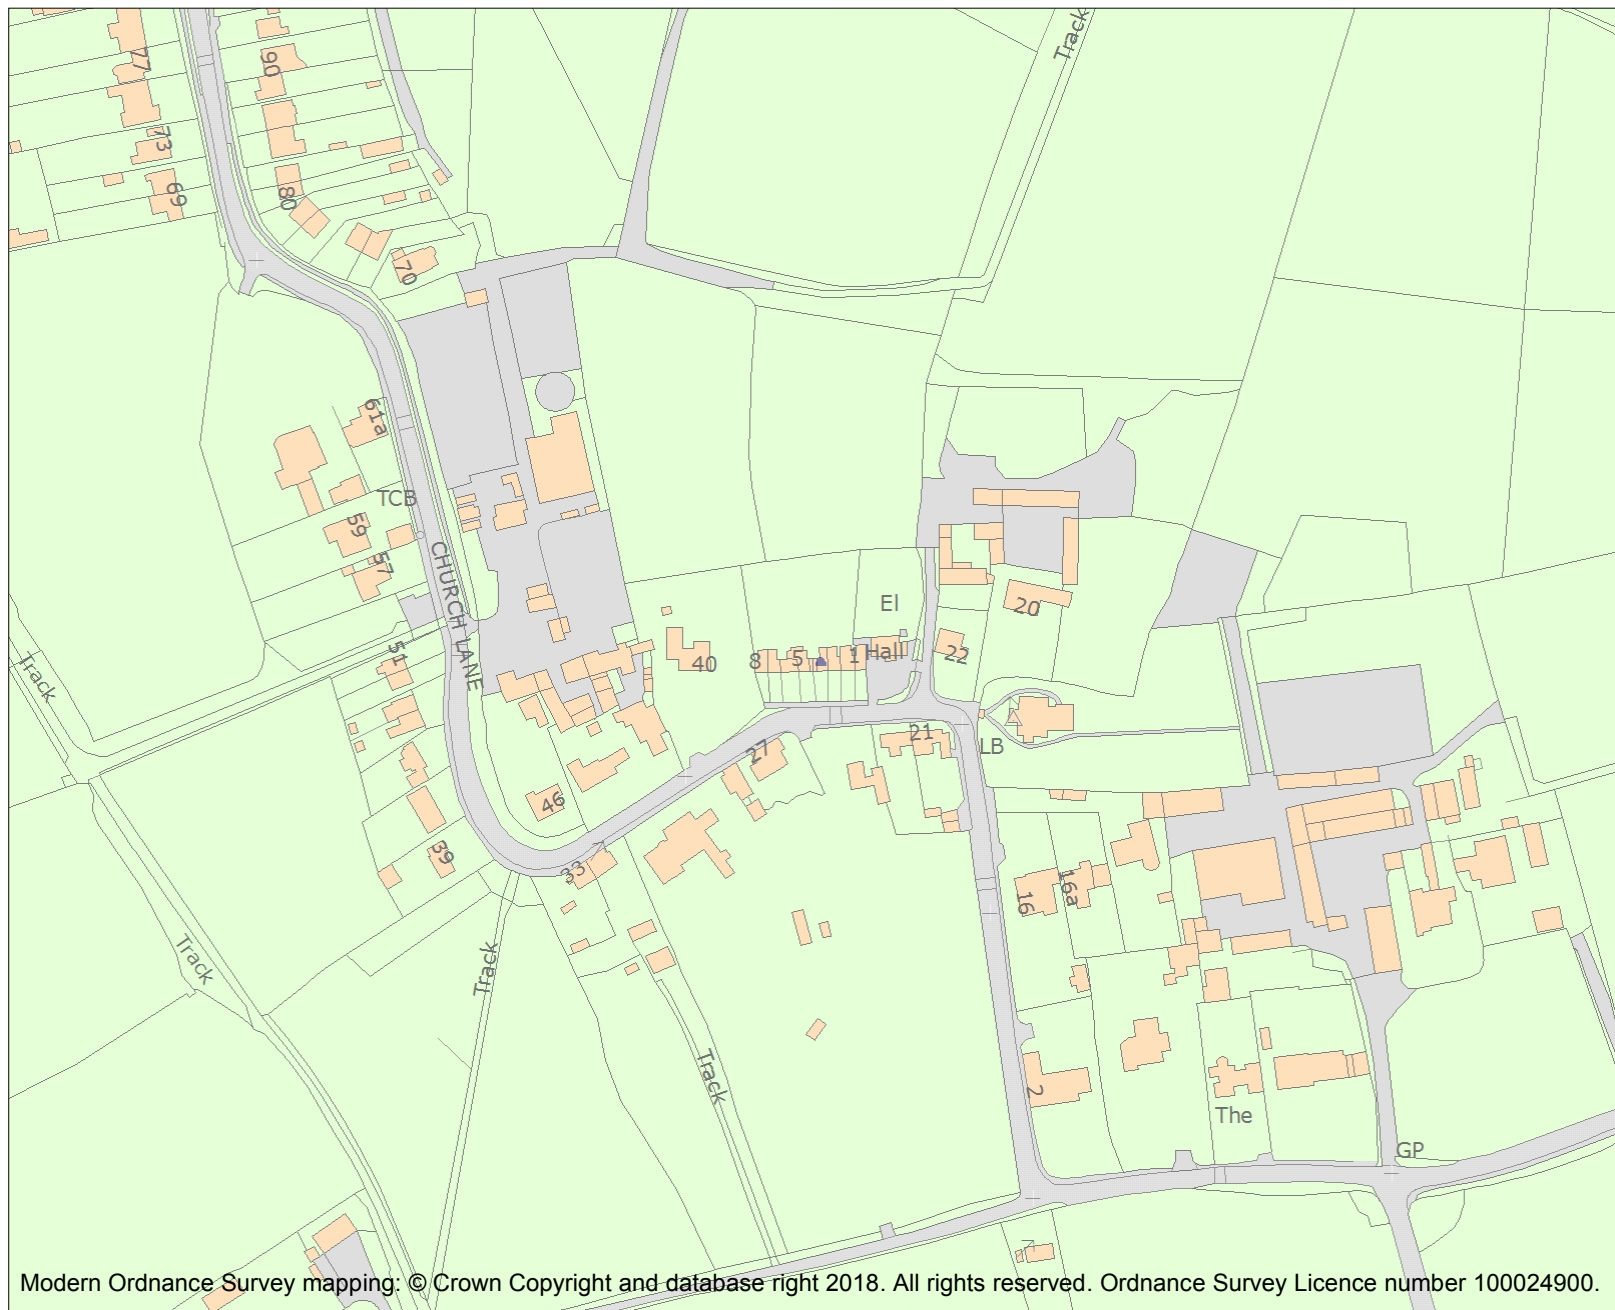 Track
77
90
73
69
80
70
61a
TCB
59
57
CHURCH LANE
El
20
51
Track
40
8
5
1
Hall
22
21
LB
27
46
39
33
16
16a
Track
Track
Track
2
The
GP
Modern Ordnance Survey mapping: © Crown Copyright and database right 2018. All rights reserved. Ordnance Survey Licence number 100024900.